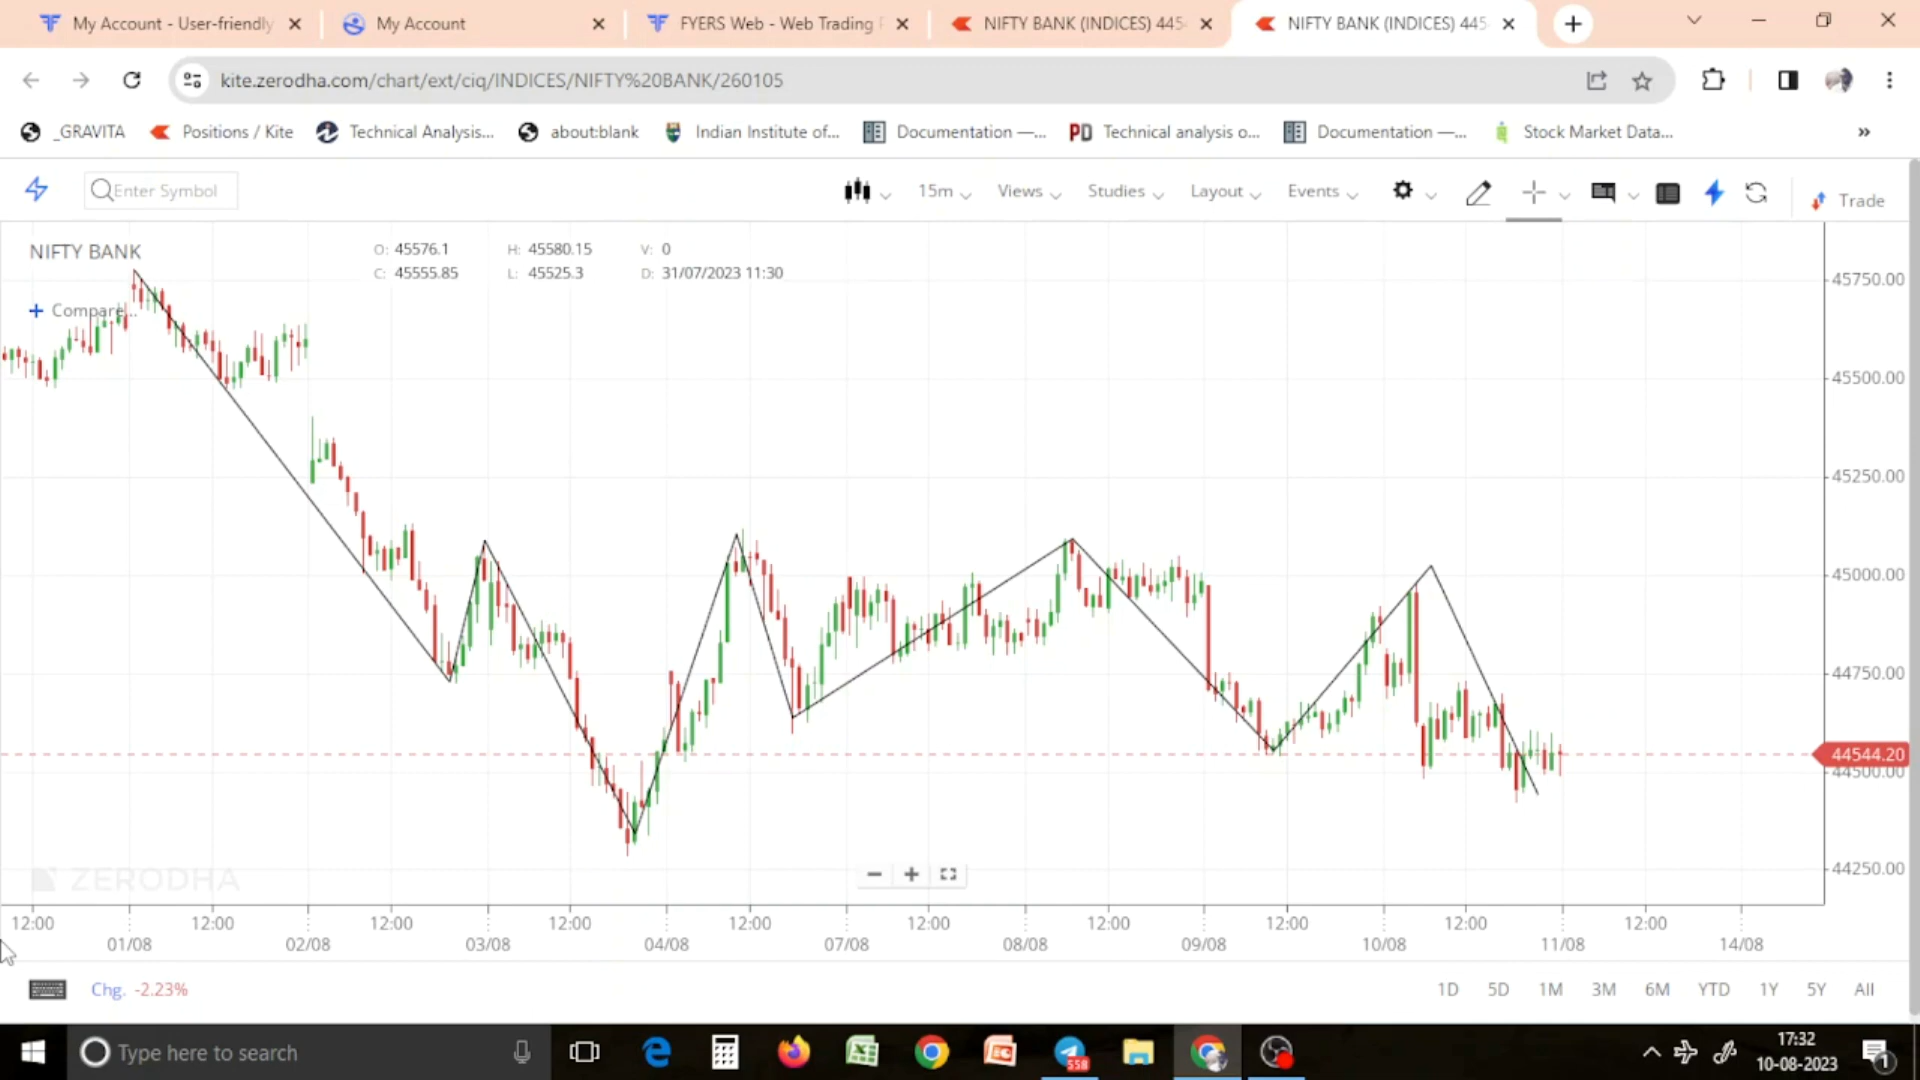 My Account - User-friendly
My Account
FYERS Web - Web Trading P
NIFTY BANK (INDICES) 445
NIFTY BANK (INDICES) 445
kite.zerodha.com/chart/ext/ciq/INDICES/NIFTY%20BANK/260105
_GRAVITA
Positions / Kite
Technical Analysis...
about:blank
Indian Institute of...
Documentation —...
PD Technical analysis o...
Documentation —...
Stock Market Data...
»
Enter Symbol
15m
Views
Studies
Layout
Events
Trade
NIFTY BANK
O: 45576.1 H: 45580.15 V: 0
C: 45555.85 L: 45525.3 D: 31/07/2023 11:30
+ Compare...
45750.00
45500.00
45250.00
45000.00
44750.00
44544.20
44500.00
44250.00
ZERODHA
12:00 12:00 12:00 12:00 12:00 12:00 12:00 12:00 12:00 12:00
01/08 02/08 03/08 04/08 07/08 08/08 09/08 10/08 11/08 14/08
Chg. -2.23%
1D 5D 1M 3M 6M YTD 1Y 5Y All
Type here to search
558
17:32
10-08-2023
1